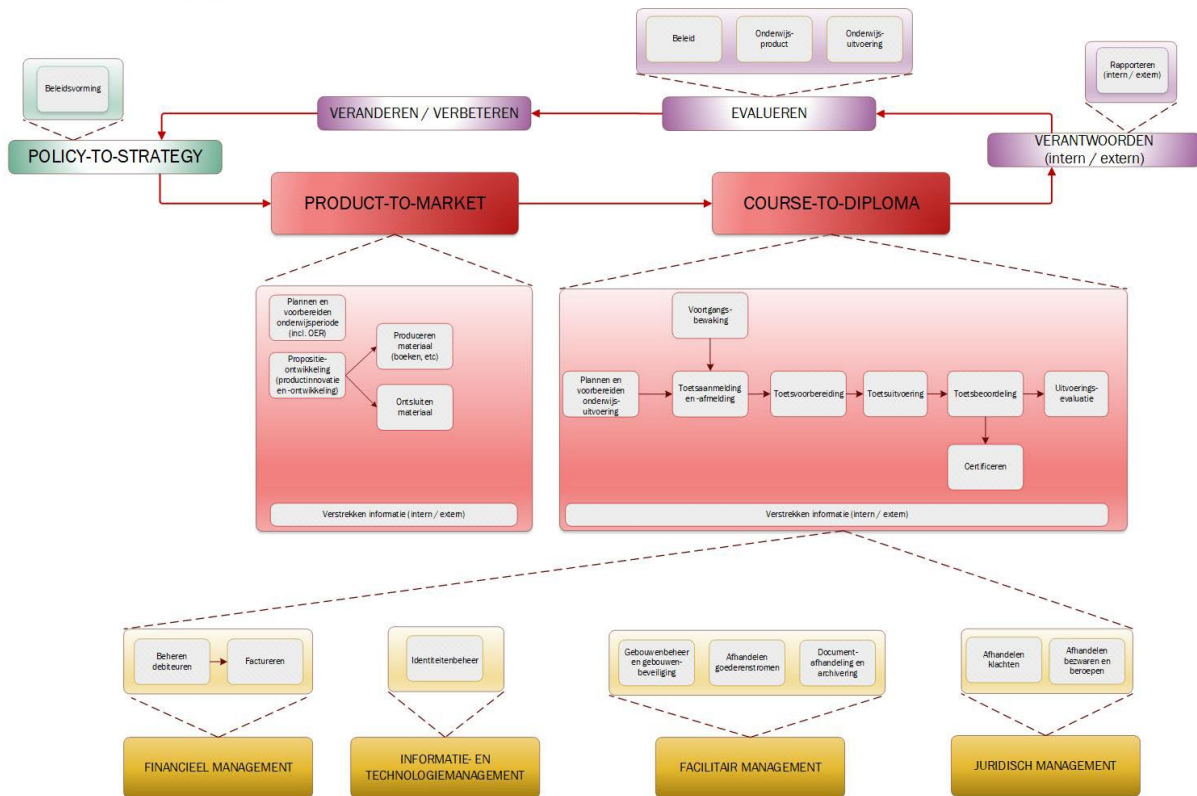 Beleid
Onderwijs-
product
Onderwijs-
uitvoering
Beleidsvorming
Rapporteren
(intern / extern)
VERANDEREN / VERBETEREN
EVALUEREN
POLICY-TO-STRATEGY
VERANTWOORDEN
(intern / extern)
PRODUCT-TO-MARKET
COURSE-TO-DIPLOMA
Plannen en
voorbereiden
onderwijsperiode
(incl. OER)
Propositie-
ontwikkeling
(productinnovatie
en -ontwikkeling)
Produceren
materiaal
(boeken, etc)
Ontsluiten
materiaal
Verstrekken informatie (intern / extern)
Voortgangs-
bewaking
Plannen en
voorbereiden
onderwijs-
uitvoering
Toetsaanmelding
en -afmelding
Toetsvoorbereiding
Toetsuitvoering
Toetsbeoordeling
Uitvoerings-
evaluatie
Certificeren
Verstrekken informatie (intern / extern)
Beheren
debiteuren
Factureren
Identiteitenbeheer
Gebouwenbeheer
en gebouwen-
beveiliging
Afhandelen
goederenstromen
Document-
afhandeling en
archivering
Afhandelen
klachten
Afhandelen
bezwaren en
beroepen
FINANCIEEL MANAGEMENT
INFORMATIE- EN
TECHNOLOGIEMANAGEMENT
FACILITAIR MANAGEMENT
JURIDISCH MANAGEMENT